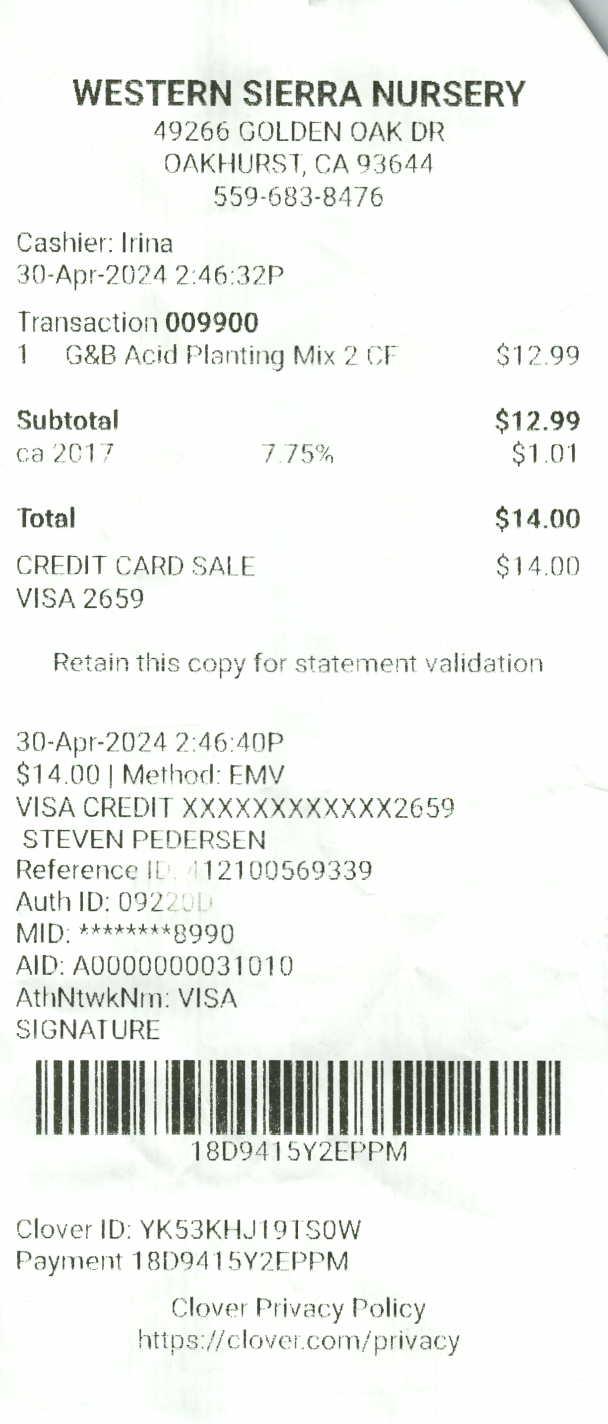 WESTERN SIERRA NURSERY
49266 GOLDEN OAK DR
OAKHURST, CA 93644
559-683-8476
Cashier: Irina
30-Apr-2024 2:46:32P
Transaction 009900
1 G&B Acid Planting Mix 2 CF $12.99
Subtotal $12.99
ca 2017 7.75% $1.01
Total $14.00
CREDIT CARD SALE $14.00
VISA 2659
Retain this copy for statement validation
30-Apr-2024 2:46:40P
$14.00 | Method: EMV
VISA CREDIT XXXXXXXXXXXX2659
STEVEN PEDERSEN
Reference ID: 412100569339
Auth ID: 09220D
MID: ********8990
AID: A0000000031010
AthNtwkNm: VISA
SIGNATURE
18D9415Y2EPPM
Clover ID: YK53KHJ19TS0W
Payment 18D9415Y2EPPM
Clover Privacy Policy
https://clover.com/privacy